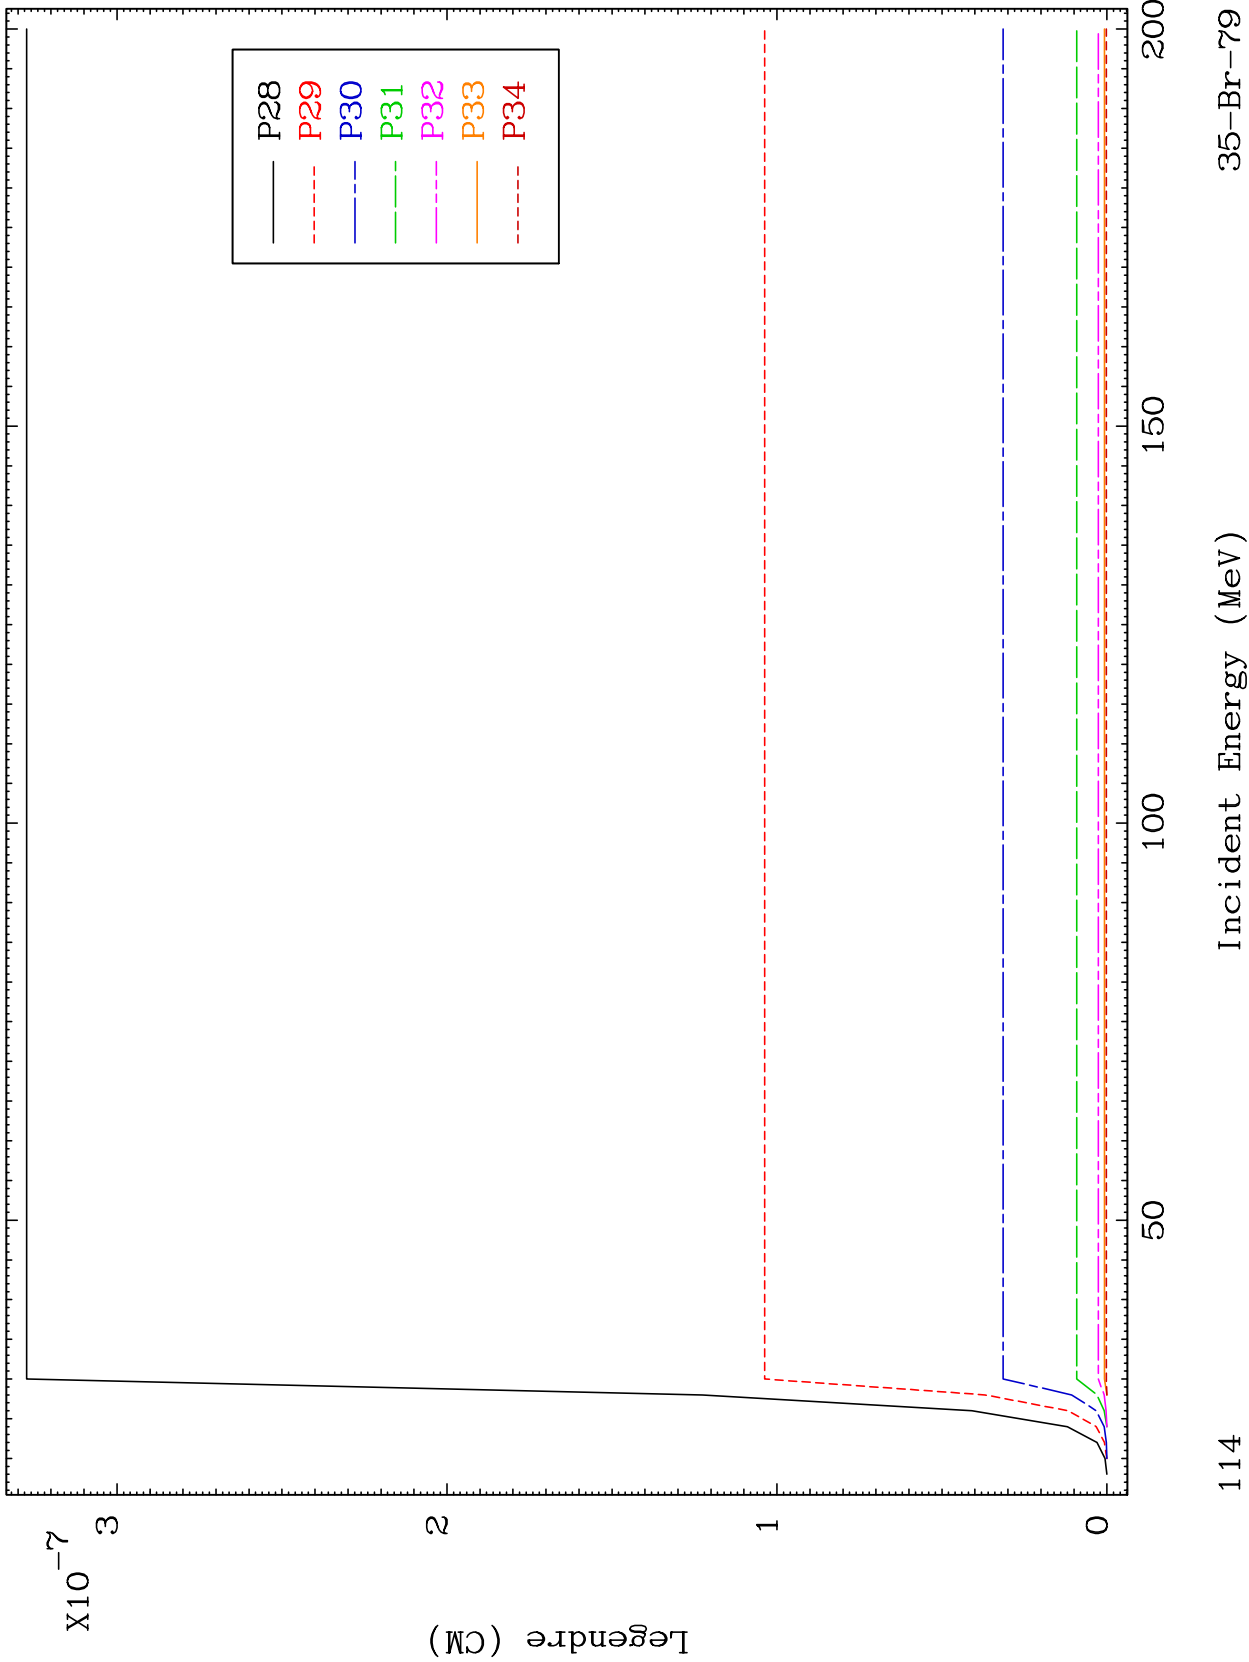 X10-7
3
2
1
0
Legendre (CM)
P28
P29
P30
P31
P32
P33
P34
50
100
150
200
Incident Energy (MeV)
114
35-Br-79